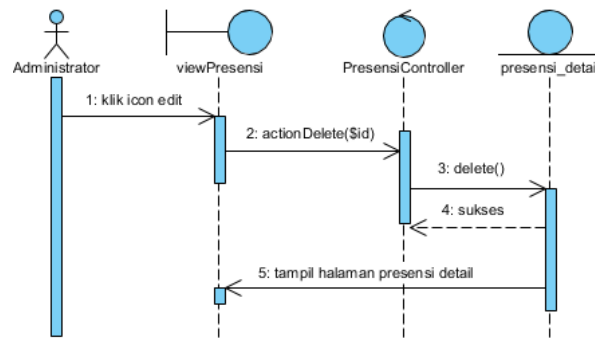 Administrator
viewPresensi
PresensiController
presensi_detail
1: klik icon edit
2: actionDelete($id)
3: delete()
4: sukses
5: tampil halaman presensi detail